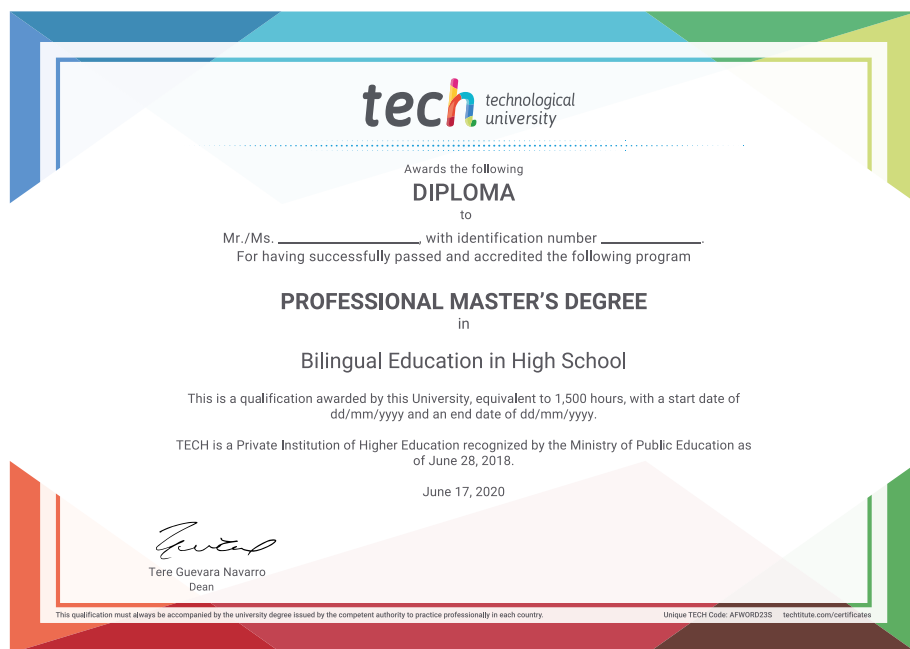 tech technological
university
Awards the following
DIPLOMA
to
Mr./Ms. ____________, with identification number ____________.
For having successfully passed and accredited the following program
PROFESSIONAL MASTER'S DEGREE
in
Bilingual Education in High School
This is a qualification awarded by this University, equivalent to 1,500 hours, with a start date of
dd/mm/yyyy and an end date of dd/mm/yyyy.
TECH is a Private Institution of Higher Education recognized by the Ministry of Public Education as
of June 28, 2018.
June 17, 2020
Tere Guevara Navarro
Dean
This qualification must always be accompanied by the university degree issued by the competent authority to practice professionally in each country. Unique TECH Code: AFWORD23S techtitute.com/certificates